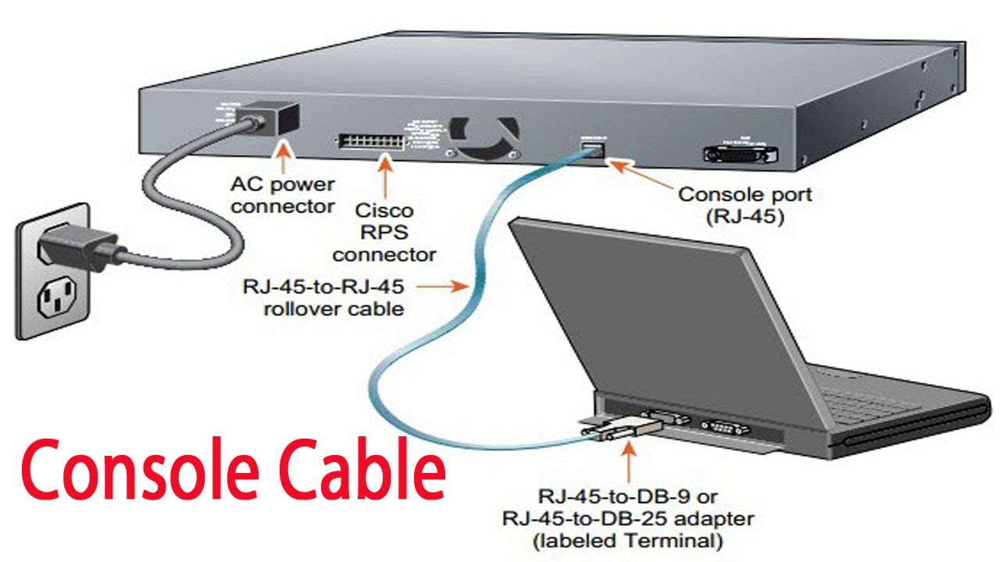 AC power
connector
Cisco
RPS
connector
Console port
(RJ-45)
RJ-45-to-RJ-45
rollover cable
Console Cable
RJ-45-to-DB-9 or
RJ-45-to-DB-25 adapter
(labeled Terminal)